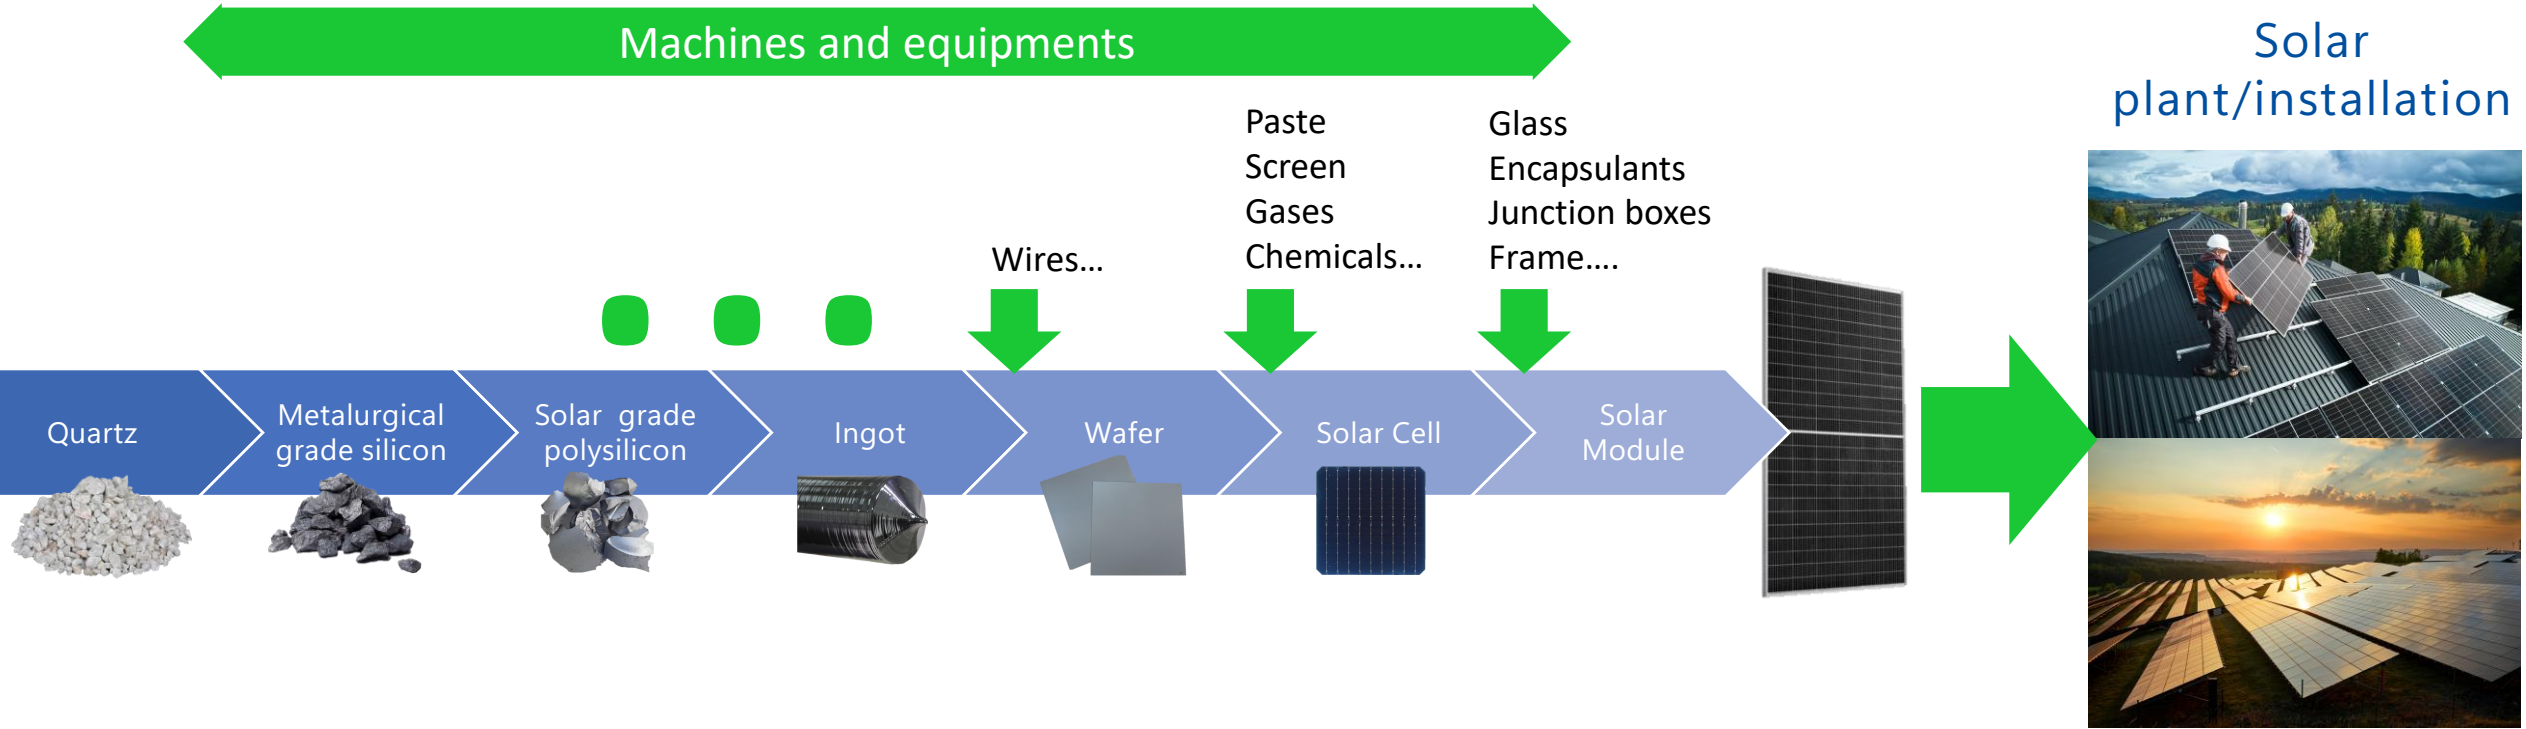 Machines and equipments
Solar
plant/installation
Paste
Screen
Gases
Chemicals...
Glass
Encapsulants
Junction boxes
Frame....
Wires...
Quartz
Metalurgical
grade silicon
Solar grade
polysilicon
Ingot
Wafer
Solar Cell
Solar
Module